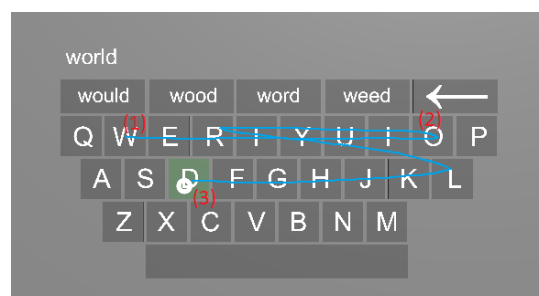 world
would wood word weed
(1) (2)
Q W E R T Y U I O P
A S D F G H J K L
(3)
Z X C V B N M